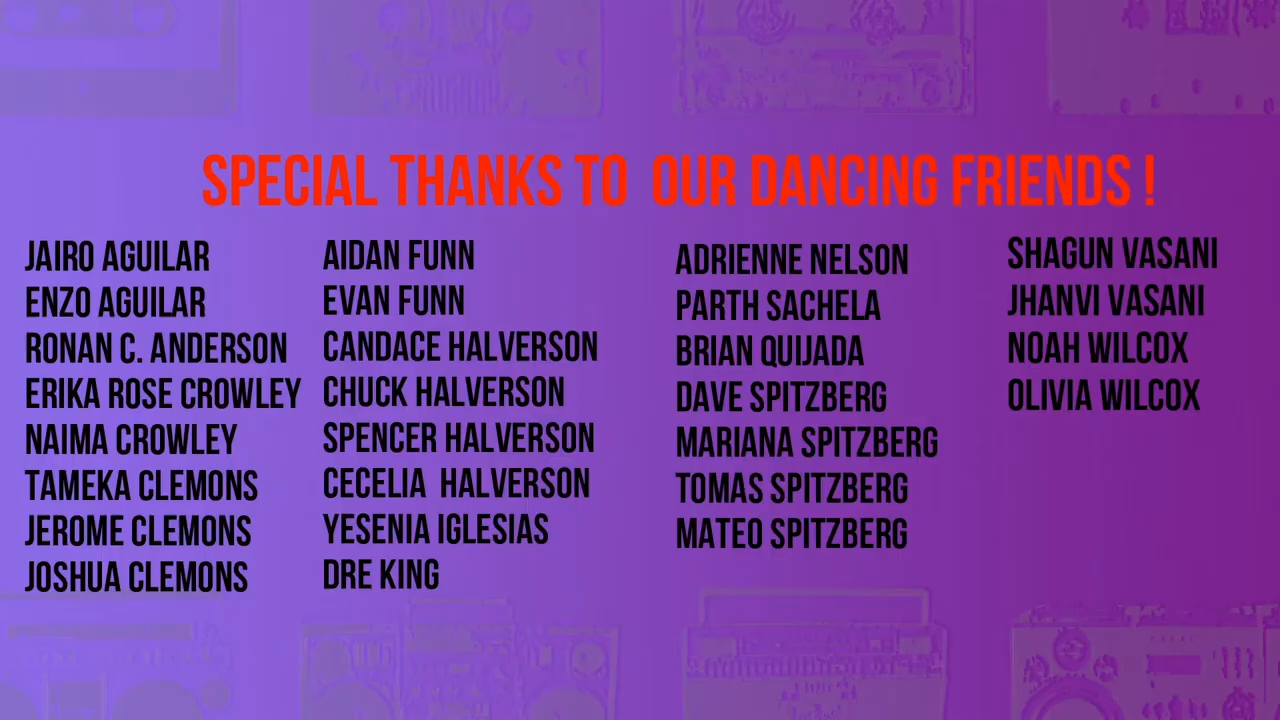 SPECIAL THANKS TO OUR DANCING FRIENDS !
JAIRO AGUILAR
ENZO AGUILAR
RONAN C. ANDERSON
ERIKA ROSE CROWLEY
NAIMA CROWLEY
TAMEKA CLEMONS
JEROME CLEMONS
JOSHUA CLEMONS
AIDAN FUNN
EVAN FUNN
CANDACE HALVERSON
CHUCK HALVERSON
SPENCER HALVERSON
CECELIA HALVERSON
YESENIA IGLESIAS
DRE KING
ADRIENNE NELSON
PARTH SACHELA
BRIAN QUIJADA
DAVE SPITZBERG
MARIANA SPITZBERG
TOMAS SPITZBERG
MATEO SPITZBERG
SHAGUN VASANI
JHANVI VASANI
NOAH WILCOX
OLIVIA WILCOX